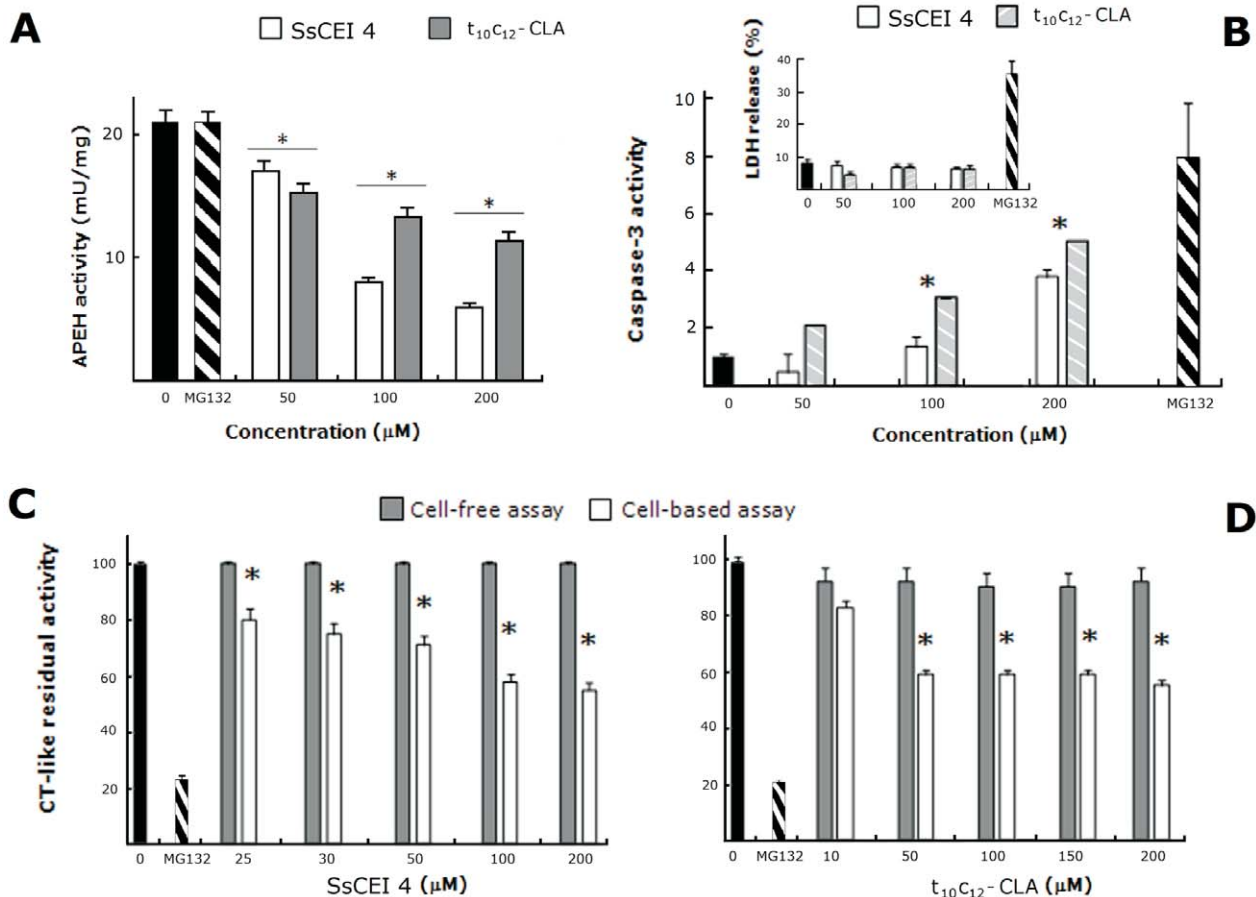 A
SsCEI 4
t10c12-CLA
APEH activity (mU/mg)
20
10
*
*
*
0 MG132 50 100 200
Concentration (μM)
B
SsCEI 4
t10c12-CLA
LDH release (%)
40
30
20
10
0 50 100 200 MG132
Caspase-3 activity
10
8
6
4
2
*
*
0 50 100 200 MG132
Concentration (μM)
C
Cell-free assay
Cell-based assay
D
CT-like residual activity
100
80
60
40
20
* * * * *
0 MG132 25 30 50 100 200
SsCEI 4 (μM)
100
80
60
40
20
* * * *
0 MG132 10 50 100 150 200
t10c12-CLA (μM)